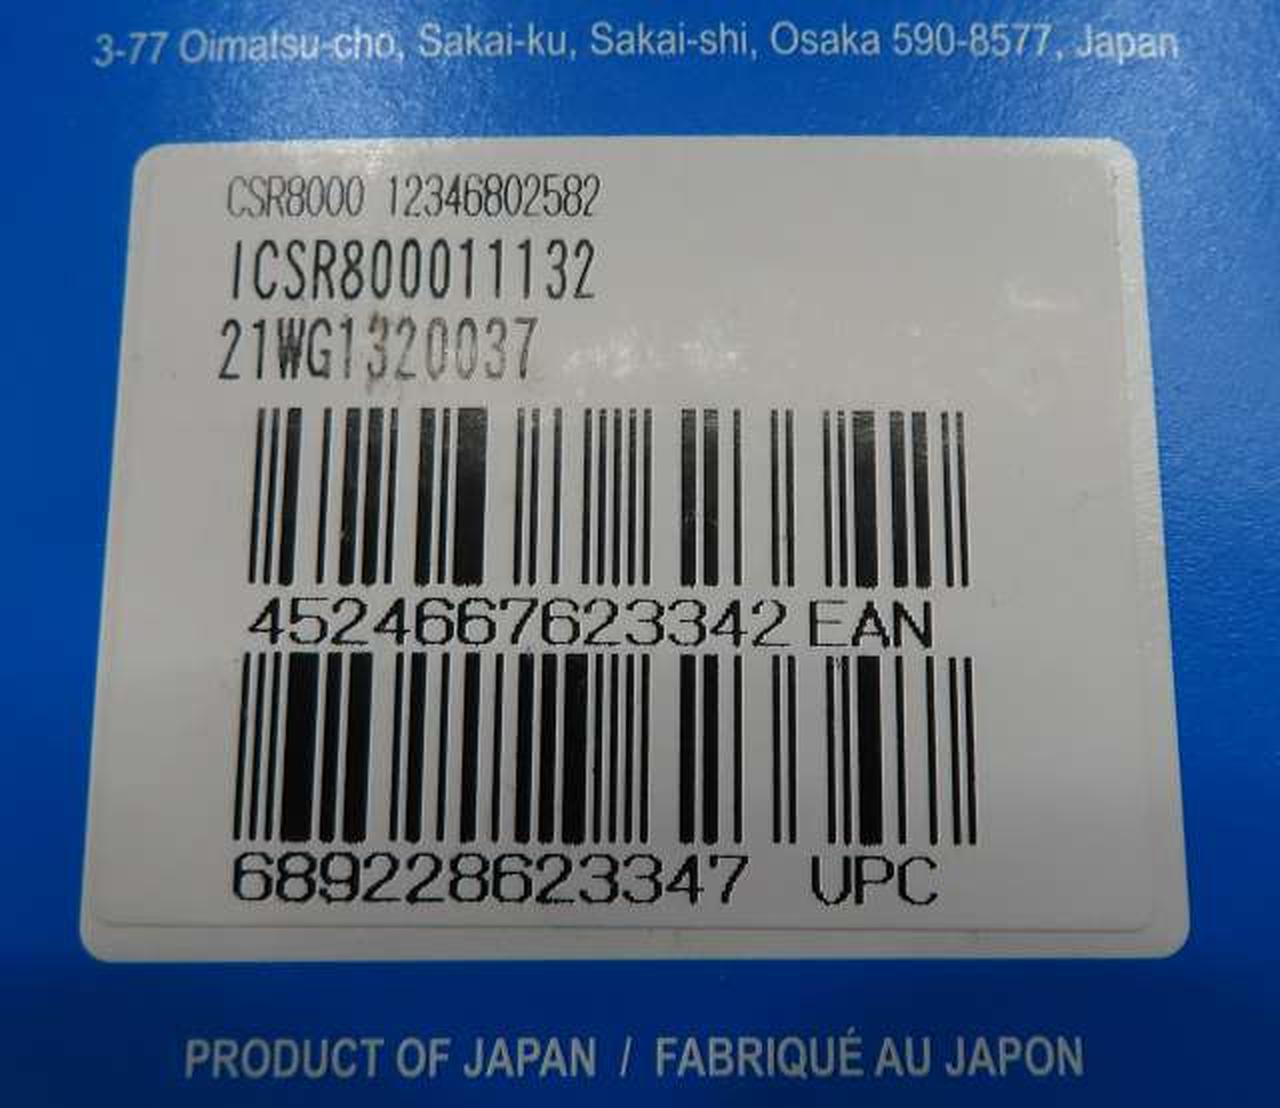 3-77 Oimatsu-cho, Sakai-ku, Sakai-shi, Osaka 590-8577, Japan
CSR8000 12346802582
ICSR800011132
21WG1320037
4524667623342 EAN
689228623347 UPC
PRODUCT OF JAPAN / FABRIQUÉ AU JAPON